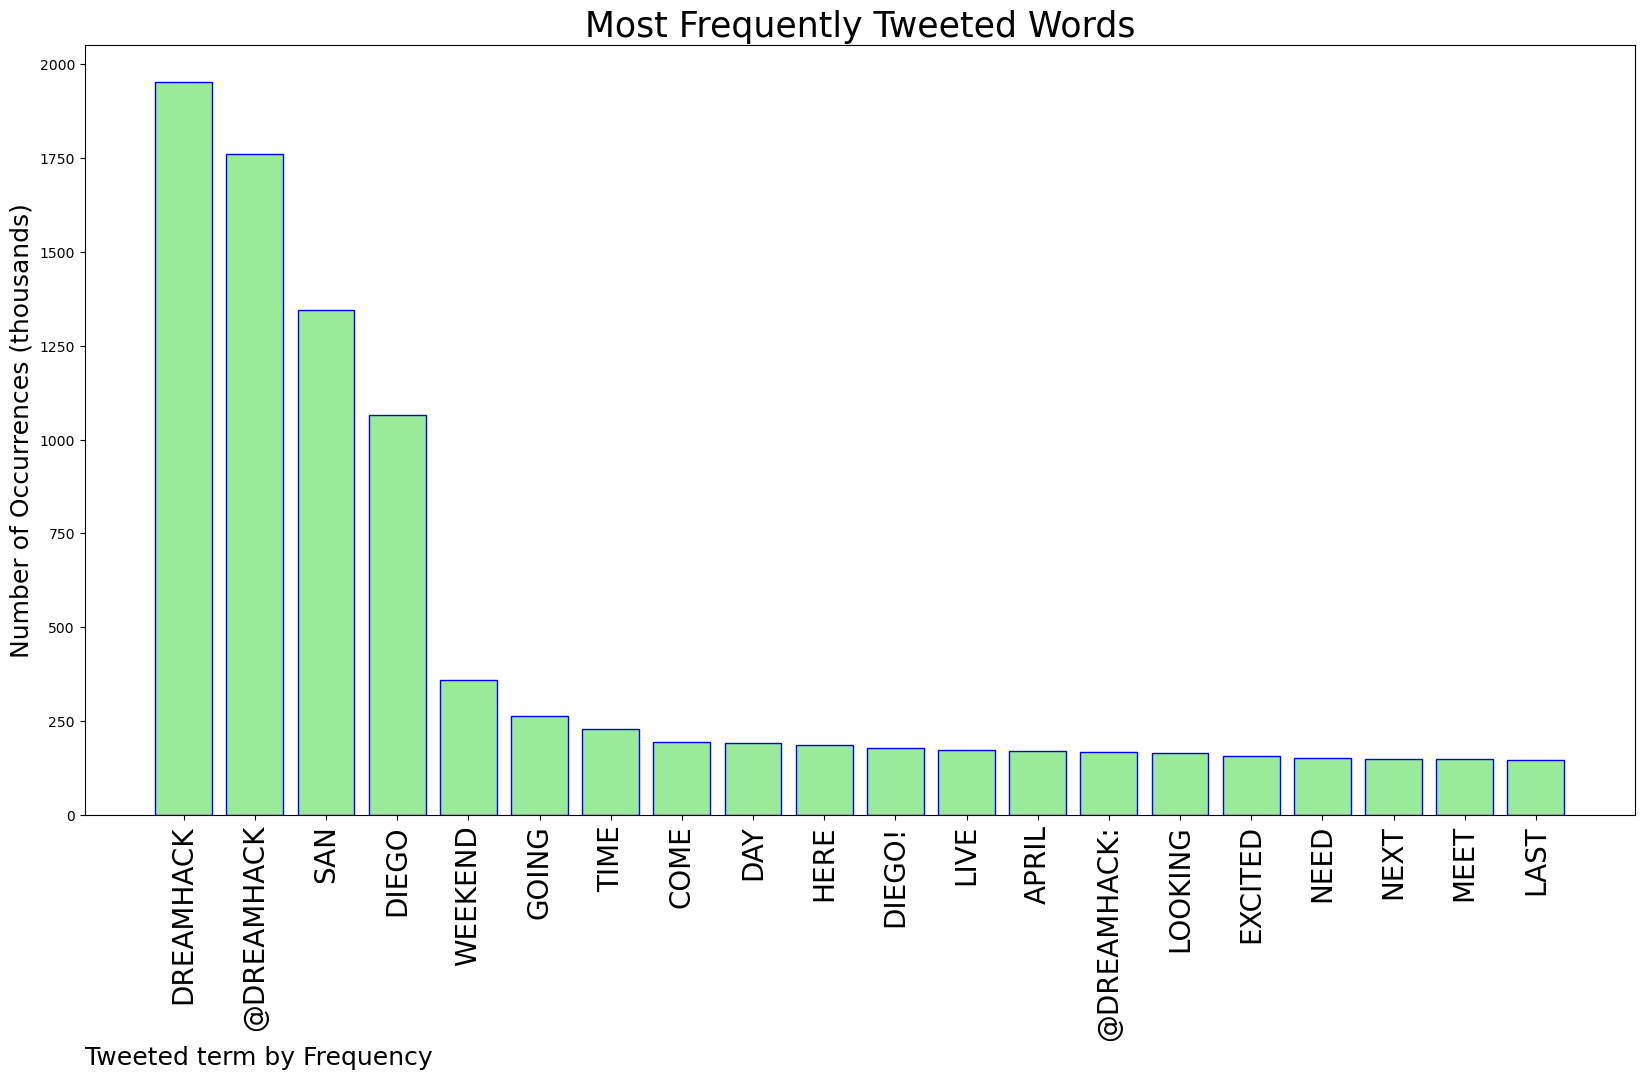 Most Frequently Tweeted Words
Number of Occurrences (thousands)
2000
1750
1500
1250
1000
750
500
250
0
DREAMHACK
@DREAMHACK
SAN
DIEGO
WEEKEND
GOING
TIME
COME
DAY
HERE
DIEGO!
LIVE
APRIL
@DREAMHACK:
LOOKING
EXCITED
NEED
NEXT
MEET
LAST
Tweeted term by Frequency